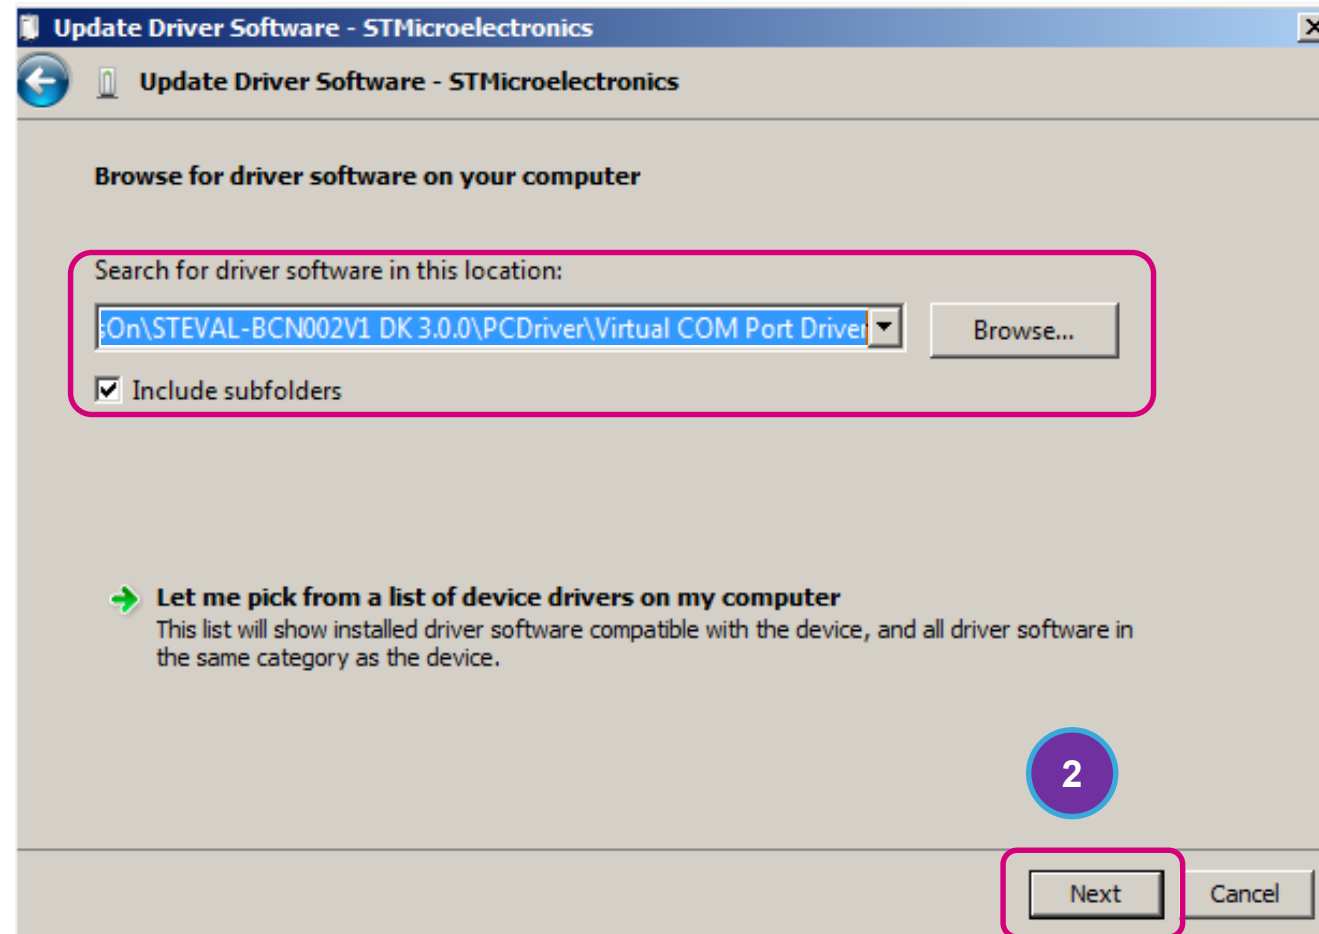 Update Driver Software - STMicroelectronics
Update Driver Software - STMicroelectronics
Browse for driver software on your computer
Search for driver software in this location:
sOn\STEVAL-BCN002V1 DK 3.0.0\PCDriver\Virtual COM Port Driver
Browse...
Include subfolders
Let me pick from a list of device drivers on my computer
This list will show installed driver software compatible with the device, and all driver software in
the same category as the device.
2
Next
Cancel